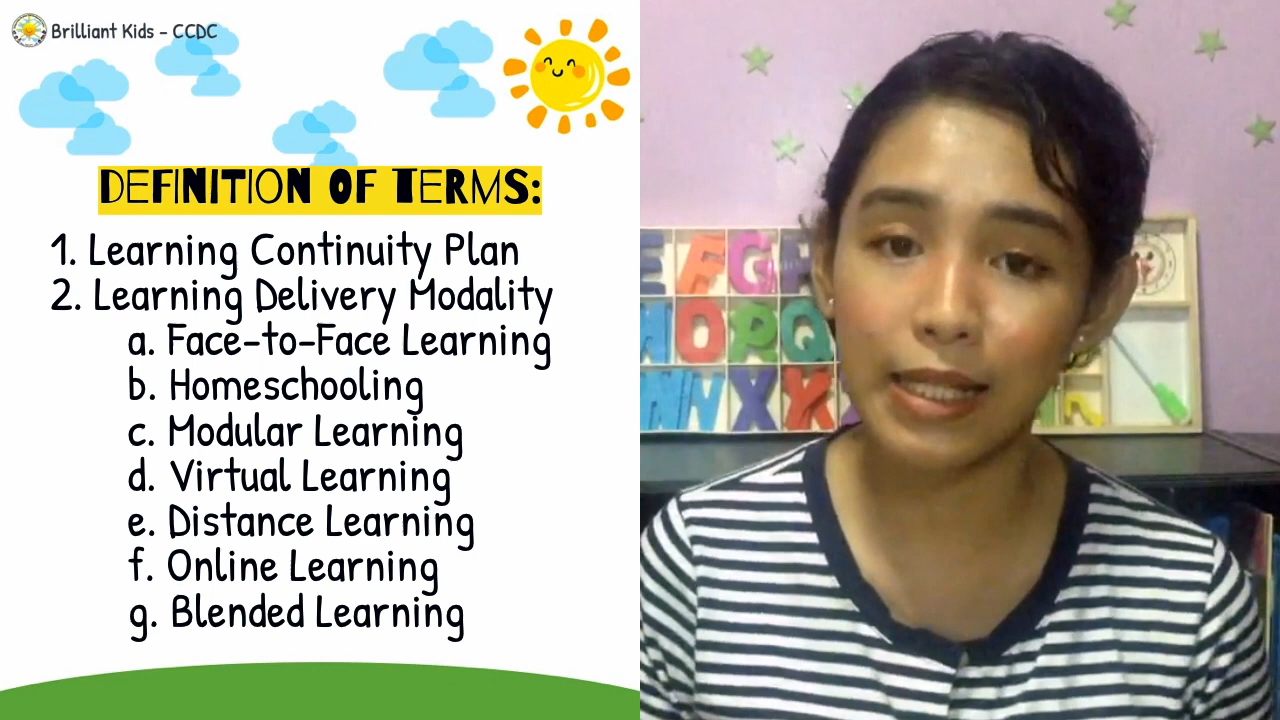 Brilliant Kids - CCDC
DEFINITION OF TERMS:
1. Learning Continuity Plan
2. Learning Delivery Modality
a. Face-to-Face Learning
b. Homeschooling
c. Modular Learning
d. Virtual Learning
e. Distance Learning
f. Online Learning
g. Blended Learning
E F G H
O P Q
W X X